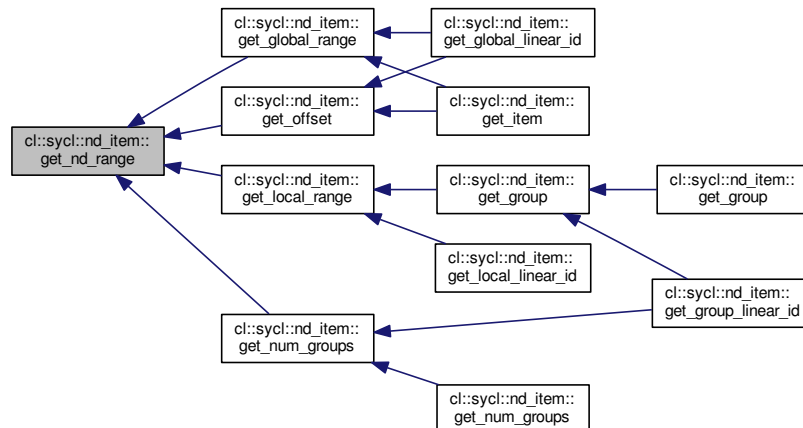 cl::sycl::nd_item::
get_nd_range
cl::sycl::nd_item::
get_global_range
cl::sycl::nd_item::
get_offset
cl::sycl::nd_item::
get_local_range
cl::sycl::nd_item::
get_num_groups
cl::sycl::nd_item::
get_global_linear_id
cl::sycl::nd_item::
get_item
cl::sycl::nd_item::
get_group
cl::sycl::nd_item::
get_local_linear_id
cl::sycl::nd_item::
get_num_groups
cl::sycl::nd_item::
get_group
cl::sycl::nd_item::
get_group_linear_id